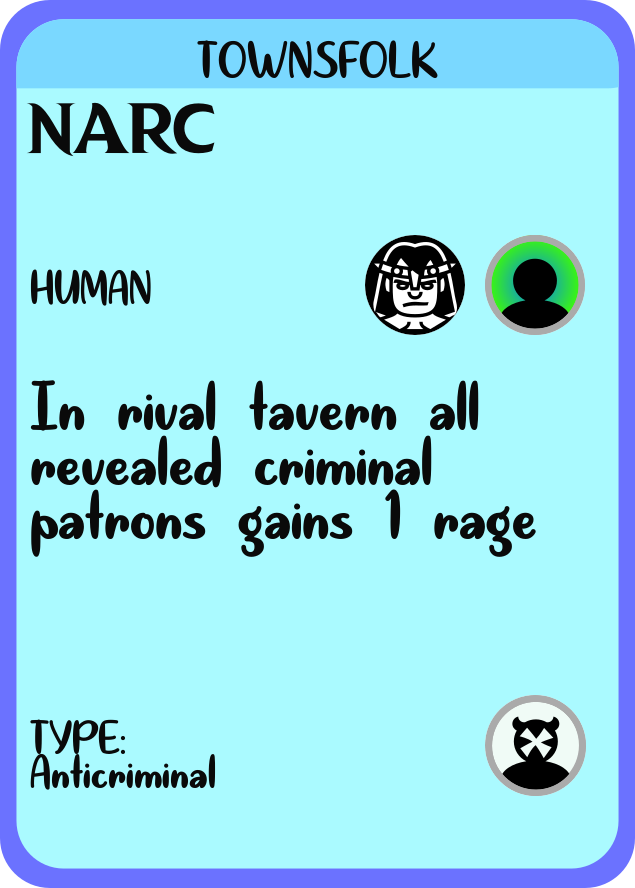 TOWNSFOLK
NARC
HUMAN
In rival tavern all
revealed criminal
patrons gains 1 rage
TYPE:
Anticriminal